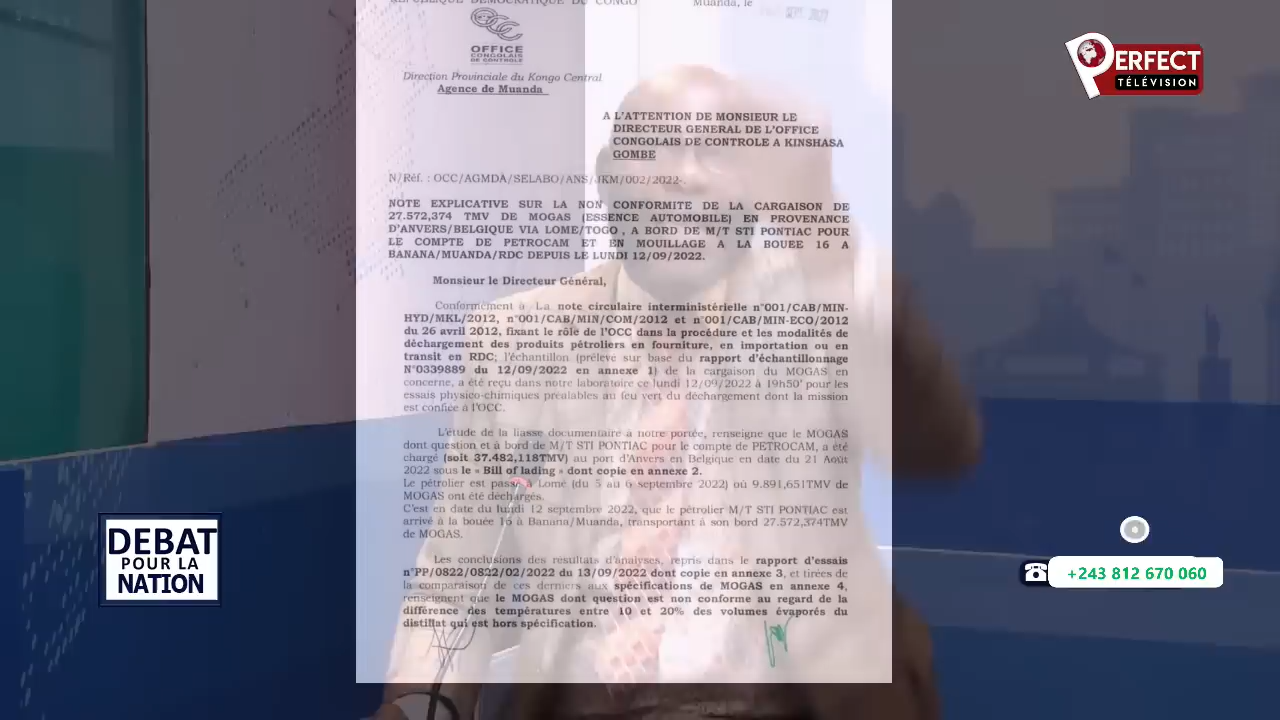 REPUBLIQUE DEMOCRATIQUE DU CONGO
Muanda, le
OFFICE
CONGOLAIS
DE CONTROLE
Direction Provinciale du Kongo Central
Agence de Muanda
A L'ATTENTION DE MONSIEUR LE
DIRECTEUR GENERAL DE L'OFFICE
CONGOLAIS DE CONTROLE A KINSHASA
GOMBE
N/Réf. : OCC/AGMDA/SELABO/ANS/JKM/002/2022-.
NOTE EXPLICATIVE SUR LA NON CONFORMITE DE LA CARGAISON DE
27.572,374 TMV DE MOGAS (ESSENCE AUTOMOBILE) EN PROVENANCE
D'ANVERS/BELGIQUE VIA LOME/TOGO , A BORD DE M/T STI PONTIAC POUR
LE COMPTE DE PETROCAM ET EN MOUILLAGE A LA BOUEE 16 A
BANANA/MUANDA/RDC DEPUIS LE LUNDI 12/09/2022.
Monsieur le Directeur Général,
Conformément à La note circulaire interministérielle n°001/CAB/MIN-
HYD/MKL/2012, n°001/CAB/MIN/COM/2012 et n°001/CAB/MIN-ECO/2012
du 26 avril 2012, fixant le rôle de l'OCC dans la procédure et les modalités de
déchargement des produits pétroliers en fourniture, en importation ou en
transit en RDC; l'échantillon (prélevé sur base du rapport d'échantillonnage
N°0339889 du 12/09/2022 en annexe 1) de la cargaison du MOGAS en
concerne, a été reçu dans notre laboratoire ce lundi 12/09/2022 à 19h50' pour les
essais physico-chimiques préalables au feu vert du déchargement dont la mission
est confiée à l'OCC.
L'étude de la liasse documentaire à notre portée, renseigne que le MOGAS
dont question et à bord de M/T STI PONTIAC pour le compte de PETROCAM, a été
chargé (soit 37.482,118TMV) au port d'Anvers en Belgique en date du 21 Août
2022 sous le « Bill of lading » dont copie en annexe 2.
Le pétrolier est passé à Lomé (du 5 au 6 septembre 2022) où 9.891,651TMV de
MOGAS ont été déchargés.
C'est en date du lundi 12 septembre 2022, que le pétrolier M/T STI PONTIAC est
arrivé à la bouée 16 à Banana/Muanda, transportant à son bord 27.572,374TMV
de MOGAS.
Les conclusions des résultats d'analyses, repris dans le rapport d'essais
n°PP/0822/0822/02/2022 du 13/09/2022 dont copie en annexe 3, et tirées de
la comparaison de ces derniers aux spécifications de MOGAS en annexe 4,
renseignent que le MOGAS dont question est non conforme au regard de la
différence des températures entre 10 et 20% des volumes évaporés du
distillat qui est hors spécification.
PERFECT
TÉLÉVISION
DEBAT
POUR LA
NATION
+243 812 670 060